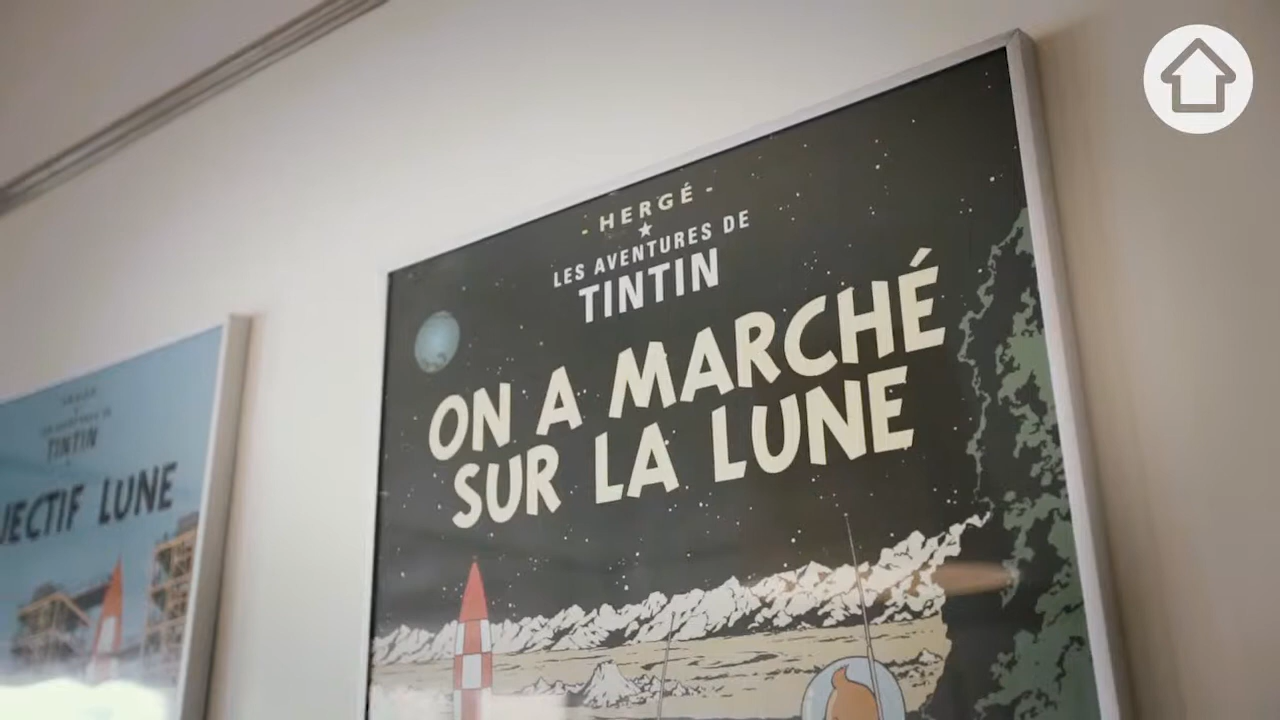 - HERGÉ -
LES AVENTURES DE
TINTIN
ON A MARCHÉ
SUR LA LUNE
TINTIN
JECTIF LUNE